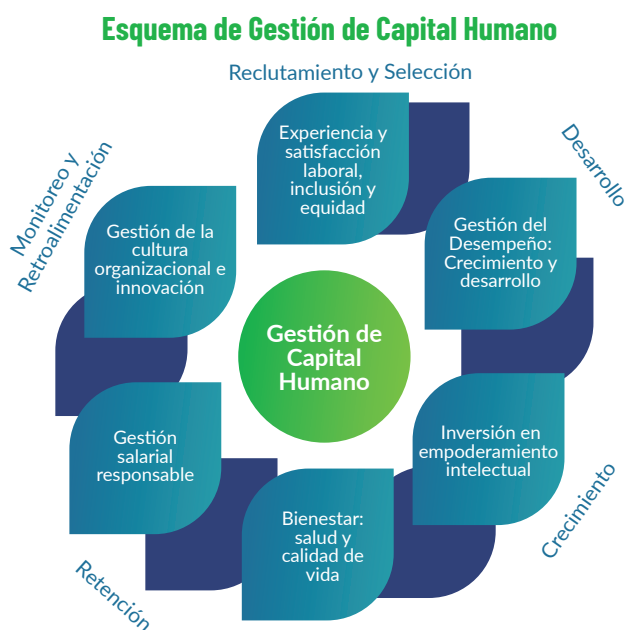 Esquema de Gestión de Capital Humano
Reclutamiento y Selección
Experiencia y
satisfacción
laboral,
inclusión y
equidad
Desarrollo
Gestión del
Desempeño:
Crecimiento y
desarrollo
Inversión en
empoderamiento
intelectual
Crecimiento
Bienestar:
salud y
calidad de
vida
Retención
Gestión
salarial
responsable
Monitoreo y
Retroalimentación
Gestión de la
cultura
organizacional e
innovación
Gestión de
Capital
Humano